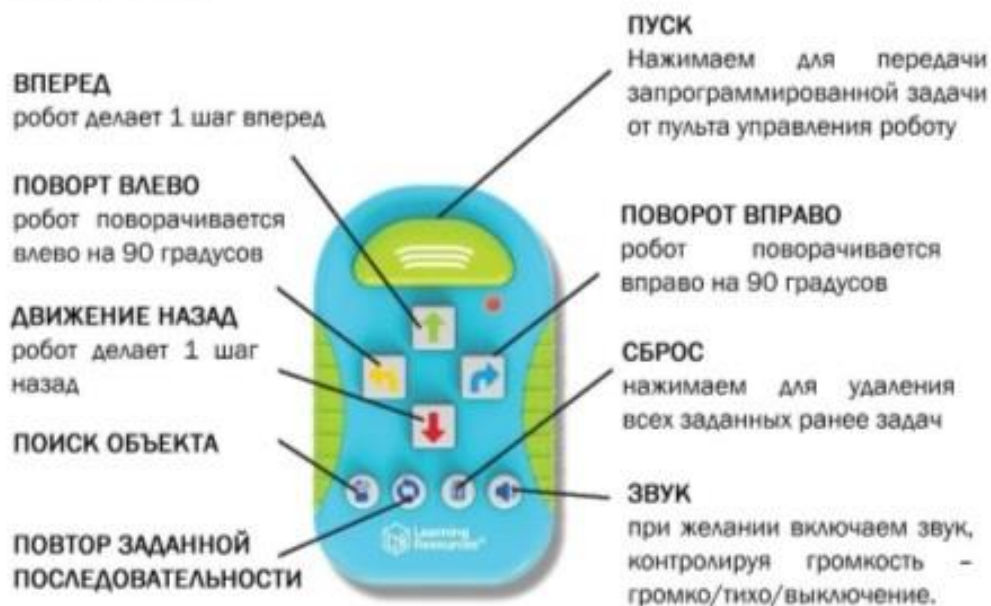 ВПЕРЕД
робот делает 1 шаг вперед
ПОВОРТ ВЛЕВО
робот поворачивается
влево на 90 градусов
ДВИЖЕНИЕ НАЗАД
робот делает 1 шаг
назад
ПОИСК ОБЪЕКТА
ПОВТОР ЗАДАННОЙ
ПОСЛЕДОВАТЕЛЬНОСТИ
ПУСК
Нажимаем для передачи
запрограммированной задачи
от пульта управления роботу
ПОВОРОТ ВПРАВО
робот поворачивается
вправо на 90 градусов
СБРОС
нажимаем для удаления
всех заданных ранее задач
ЗВУК
при желании включаем звук,
контролируя громкость –
громко/тихо/выключение.
Learning
Resources®